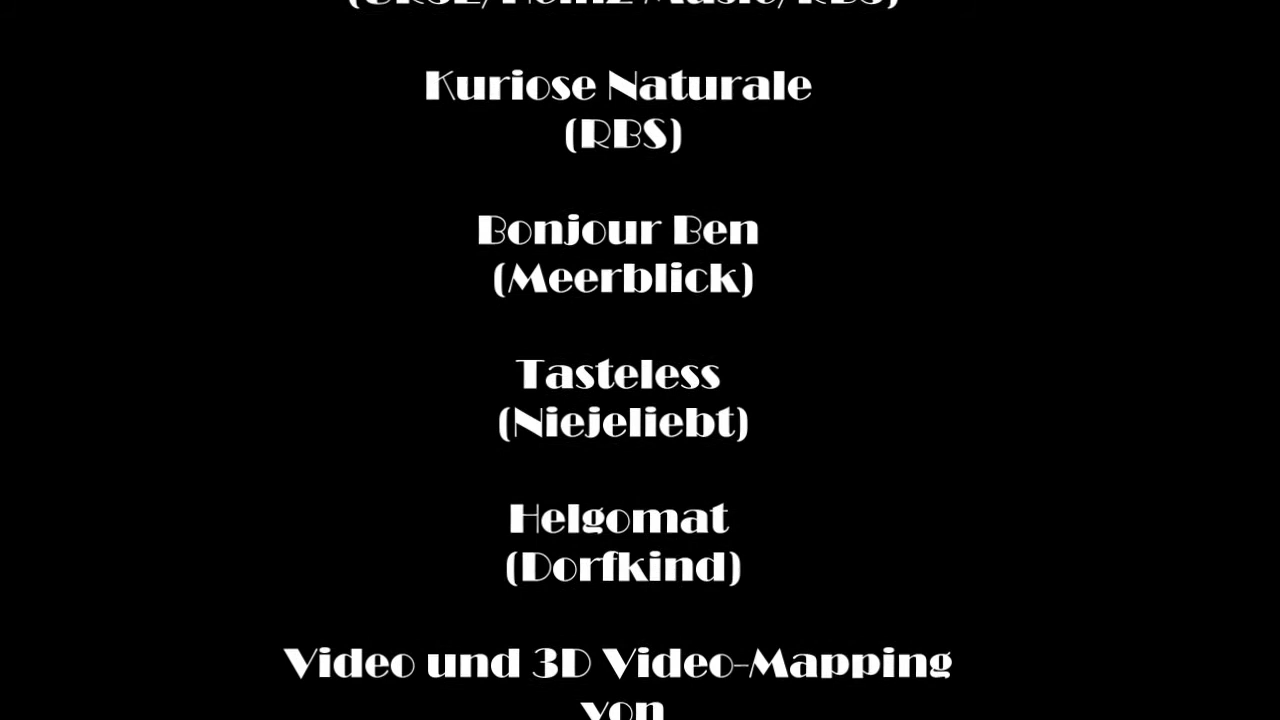 Kuriose Naturale
(RBS)
Bonjour Ben
(Meerblick)
Tasteless
(Niejeliebt)
Helgomat
(Dorfkind)
Video und 3D Video-Mapping
von